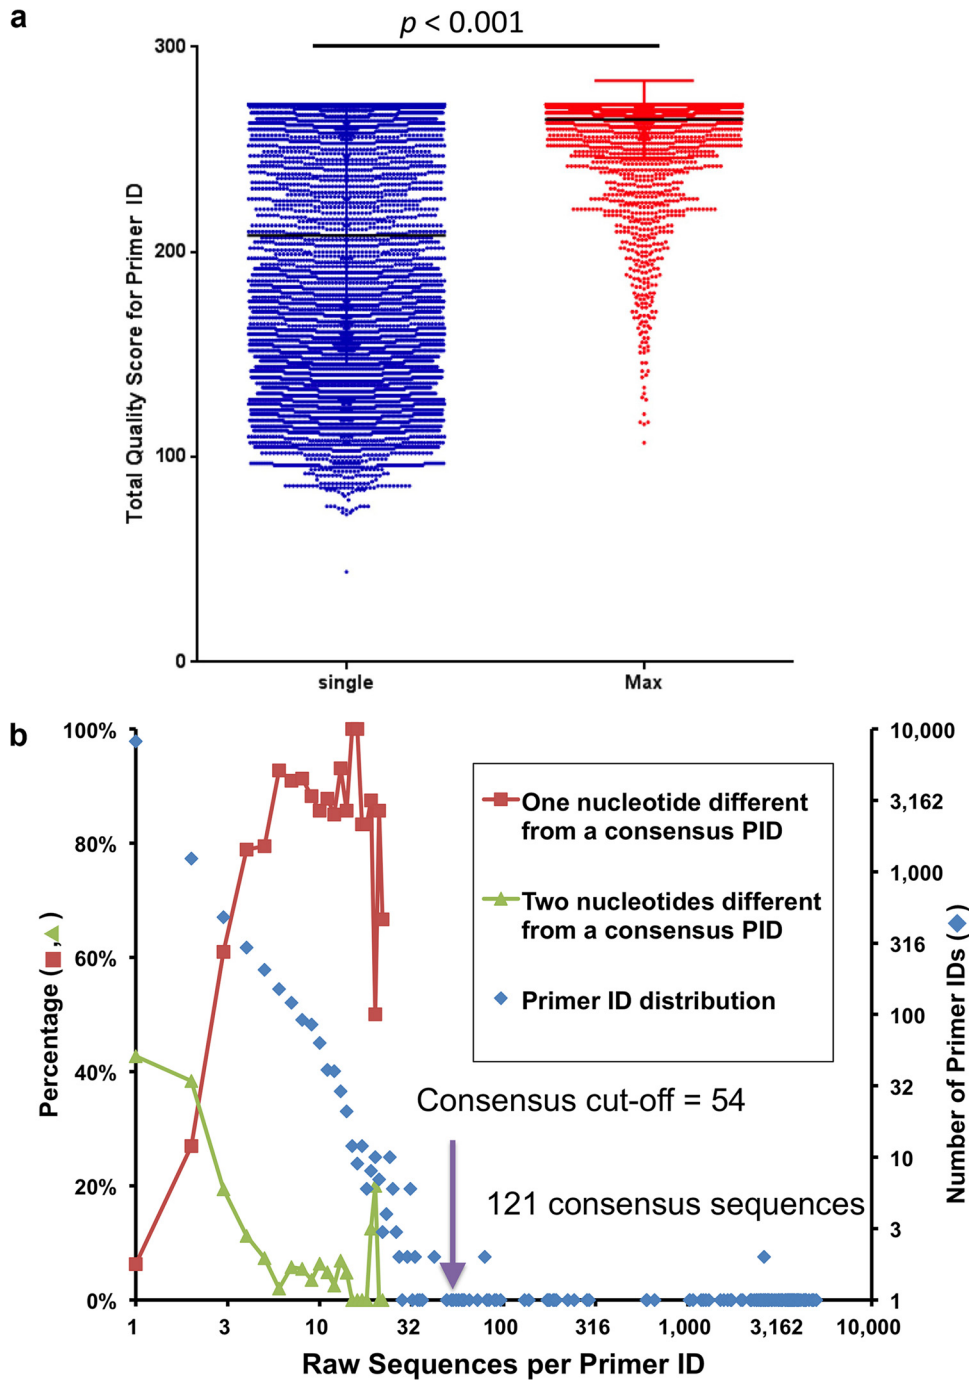 a
p < 0.001
300
200
100
0
Total Quality Score for Primer ID
single
Max
b
100%
80%
60%
40%
20%
0%
Percentage (■,▲)
10,000
3,162
1,000
316
100
32
10
3
1
Number of Primer IDs (◆)
One nucleotide different
from a consensus PID
Two nucleotides different
from a consensus PID
Primer ID distribution
Consensus cut-off = 54
121 consensus sequences
1
3
10
32
100
316
1,000
3,162
10,000
Raw Sequences per Primer ID